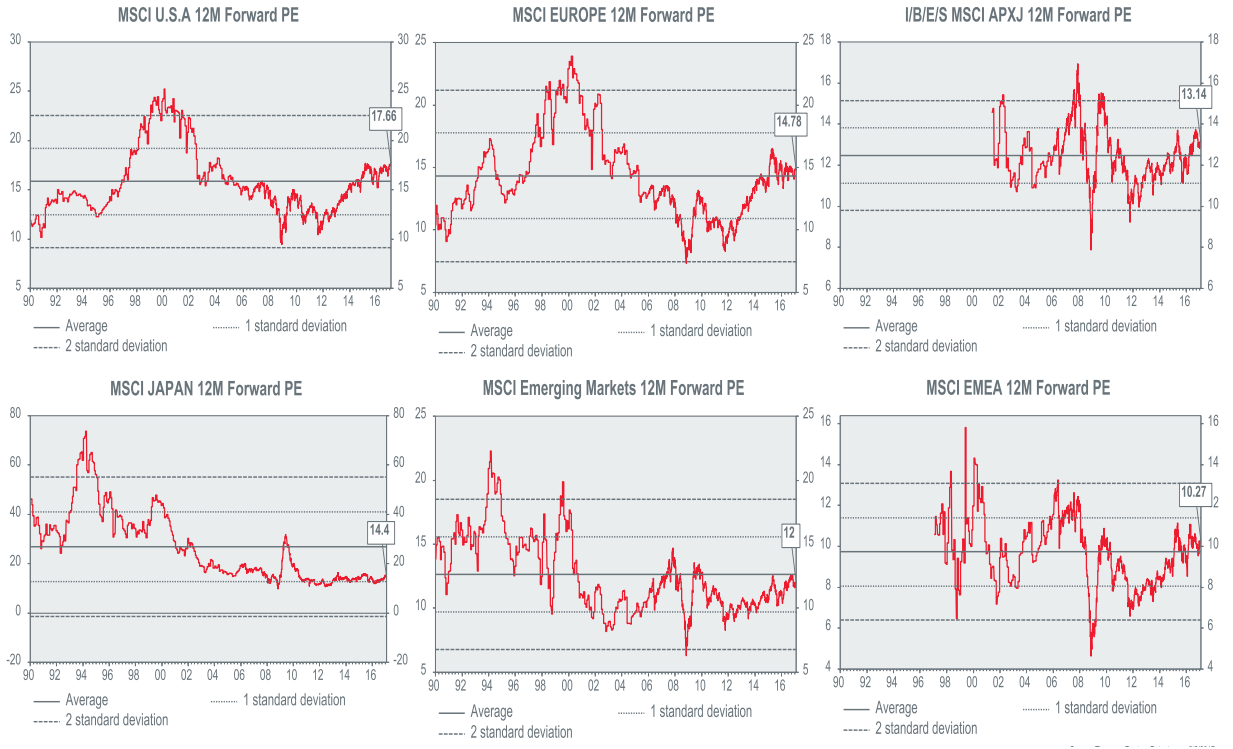 MSCI U.S.A 12M Forward PE
30 30
25 25
20 20
15 15
10 10
5 5
17.66
90 92 94 96 98 00 02 04 06 08 10 12 14 16
Average 1 standard deviation
2 standard deviation
MSCI EUROPE 12M Forward PE
25 25
20 20
15 15
10 10
5 5
14.78
90 92 94 96 98 00 02 04 06 08 10 12 14 16
Average 1 standard deviation
2 standard deviation
I/B/E/S MSCI APXJ 12M Forward PE
18 18
16 16
14 14
12 12
10 10
8 8
6 6
13.14
90 92 94 96 98 00 02 04 06 08 10 12 14 16
Average 1 standard deviation
2 standard deviation
MSCI JAPAN 12M Forward PE
80 80
60 60
40 40
20 20
0 0
-20 -20
14.4
90 92 94 96 98 00 02 04 06 08 10 12 14 16
Average 1 standard deviation
2 standard deviation
MSCI Emerging Markets 12M Forward PE
25 25
20 20
15 15
10 10
5 5
12
90 92 94 96 98 00 02 04 06 08 10 12 14 16
Average 1 standard deviation
2 standard deviation
MSCI EMEA 12M Forward PE
16 16
14 14
12 12
10 10
8 8
6 6
4 4
10.27
90 92 94 96 98 00 02 04 06 08 10 12 14 16
Average 1 standard deviation
2 standard deviation